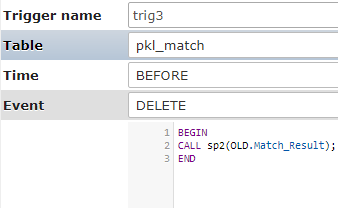 Trigger name trig3
Table pkl_match
Time BEFORE
Event DELETE
1 BEGIN
2 CALL sp2(OLD.Match_Result);
3 END